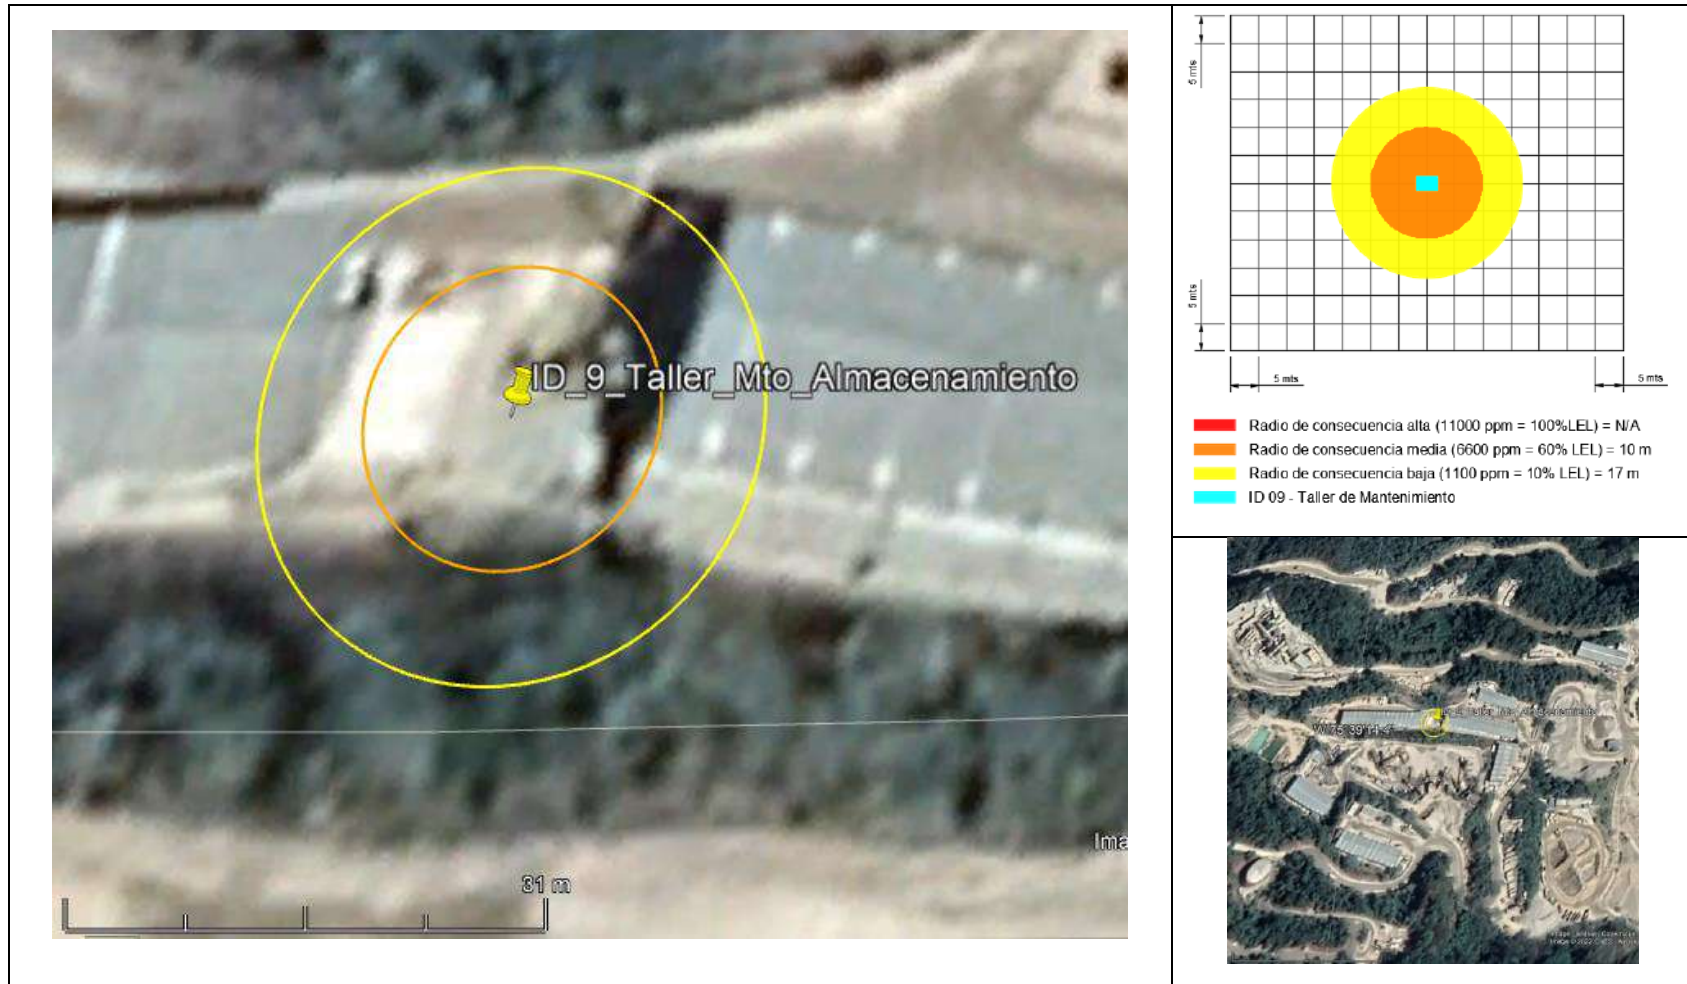 ID_9_Taller_Mto_Almacenamiento
Ima
31 m
5 mts
5 mts
5 mts
5 mts
Radio de consecuencia alta (11000 ppm = 100%LEL) = N/A
Radio de consecuencia media (6600 ppm = 60% LEL) = 10 m
Radio de consecuencia baja (1100 ppm = 10% LEL) = 17 m
ID 09 - Taller de Mantenimiento